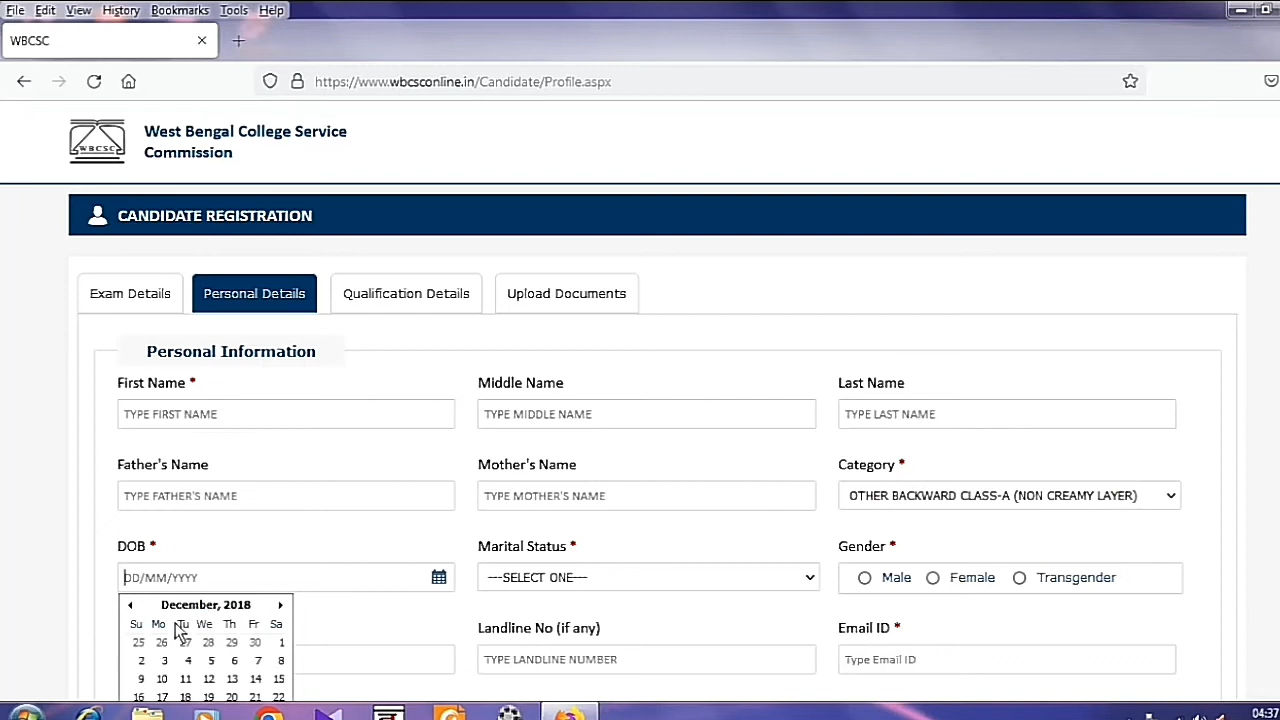 File Edit View History Bookmarks Tools Help
WBCSC
https://www.wbcsconline.in/Candidate/Profile.aspx
WBCSC
West Bengal College Service
Commission
CANDIDATE REGISTRATION
Exam Details Personal Details Qualification Details Upload Documents
Personal Information
First Name * Middle Name Last Name
TYPE FIRST NAME TYPE MIDDLE NAME TYPE LAST NAME
Father's Name Mother's Name Category *
TYPE FATHER'S NAME TYPE MOTHER'S NAME OTHER BACKWARD CLASS-A (NON CREAMY LAYER)
DOB * Marital Status * Gender *
DD/MM/YYYY ---SELECT ONE--- Male Female Transgender
December, 2018
Su Mo Tu We Th Fr Sa Landline No (if any) Email ID *
25 26 27 28 29 30 1
2 3 4 5 6 7 8 TYPE LANDLINE NUMBER Type Email ID
9 10 11 12 13 14 15
16 17 18 19 20 21 22
04:37